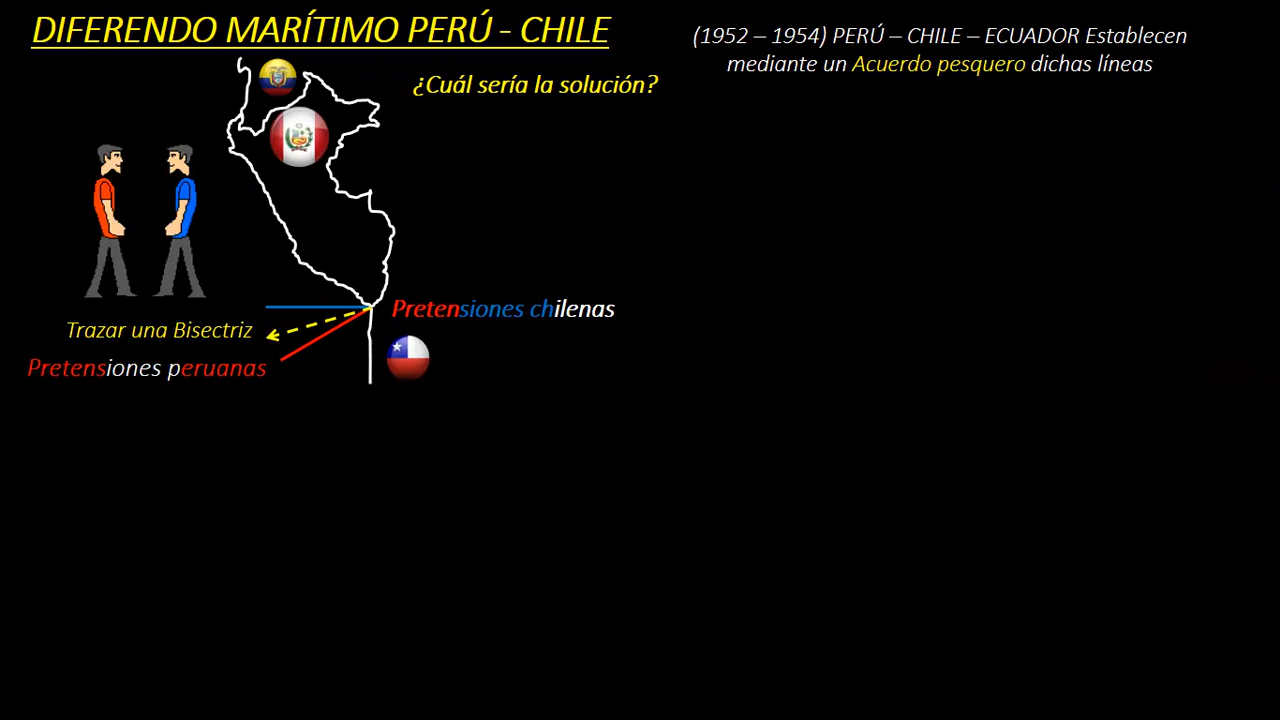 DIFERENDO MARÍTIMO PERÚ - CHILE
¿Cuál sería la solución?
Pretensiones chilenas
Trazar una Bisectriz
Pretensiones peruanas
(1952 – 1954) PERÚ – CHILE – ECUADOR Establecen
mediante un Acuerdo pesquero dichas líneas